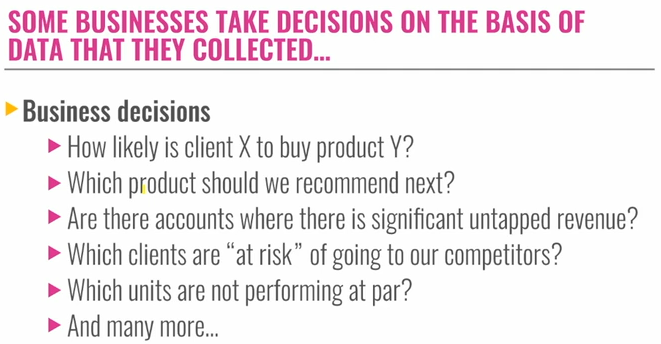 SOME BUSINESSES TAKE DECISIONS ON THE BASIS OF
DATA THAT THEY COLLECTED...
Business decisions
How likely is client X to buy product Y?
Which product should we recommend next?
Are there accounts where there is significant untapped revenue?
Which clients are “at risk” of going to our competitors?
Which units are not performing at par?
And many more...